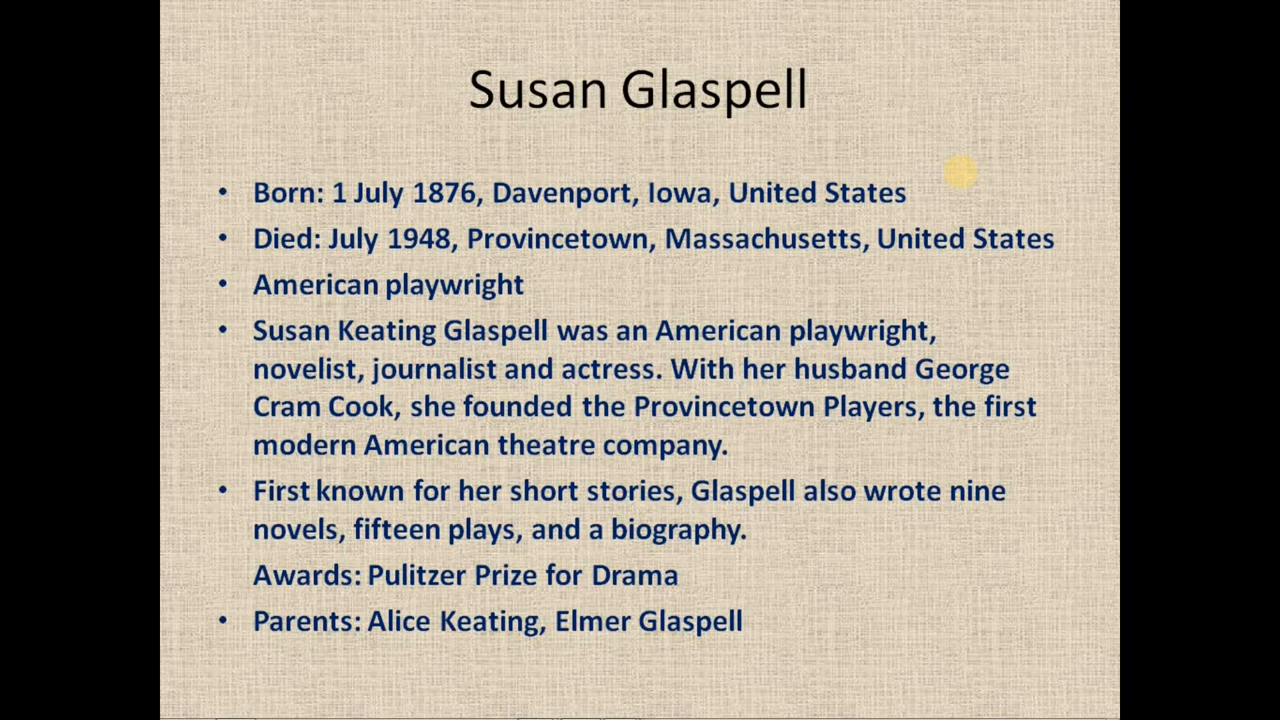 Susan Glaspell
• Born: 1 July 1876, Davenport, Iowa, United States
• Died: July 1948, Provincetown, Massachusetts, United States
• American playwright
• Susan Keating Glaspell was an American playwright,
novelist, journalist and actress. With her husband George
Cram Cook, she founded the Provincetown Players, the first
modern American theatre company.
• First known for her short stories, Glaspell also wrote nine
novels, fifteen plays, and a biography.
Awards: Pulitzer Prize for Drama
• Parents: Alice Keating, Elmer Glaspell